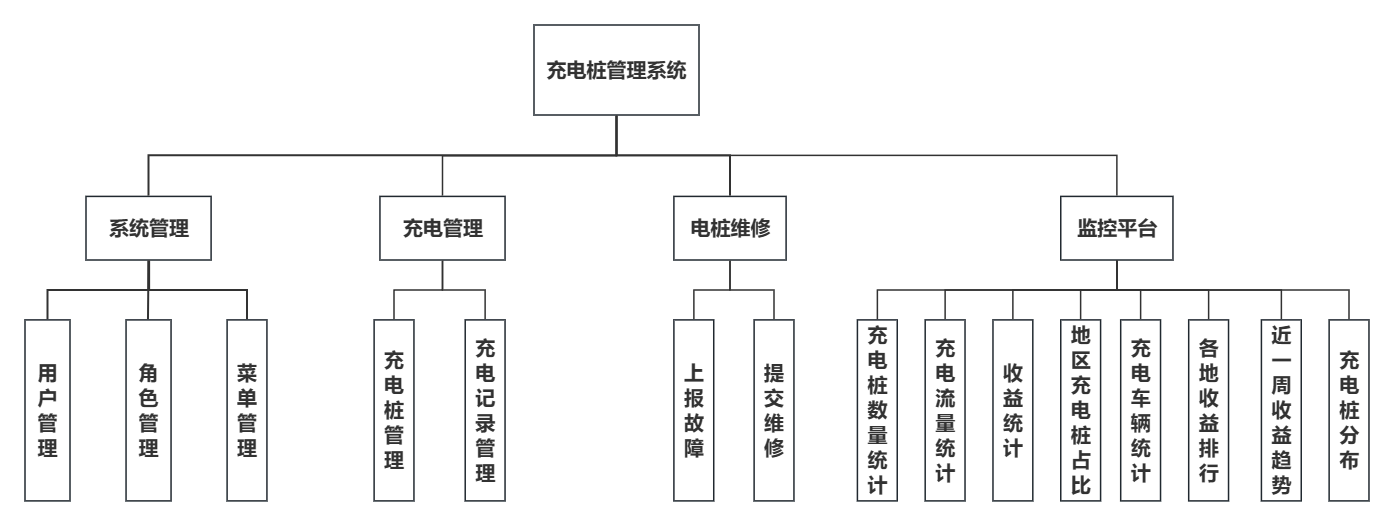 充电桩管理系统
系统管理
充电管理
电桩维修
监控平台
用户管理
角色管理
菜单管理
充电桩管理
充电记录管理
上报故障
提交维修
充电桩数量统计
充电流量统计
收益统计
地区充电桩占比
充电车辆统计
各地收益排行
近一周收益趋势
充电桩分布